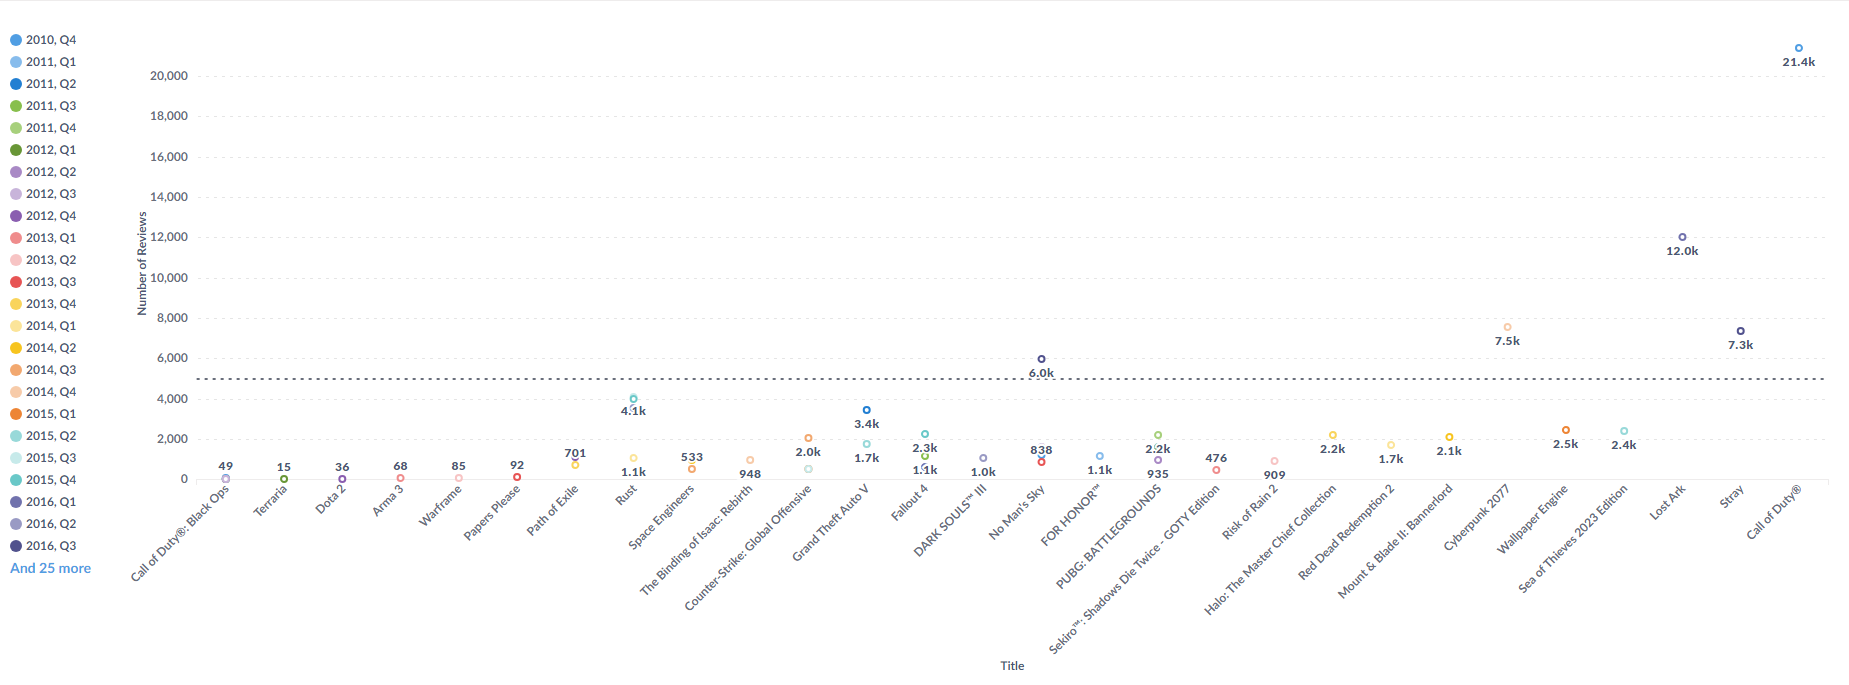 2010, Q4
2011, Q1
2011, Q2
2011, Q3
2011, Q4
2012, Q1
2012, Q2
2012, Q3
2012, Q4
2013, Q1
2013, Q2
2013, Q3
2013, Q4
2014, Q1
2014, Q2
2014, Q3
2014, Q4
2015, Q1
2015, Q2
2015, Q3
2015, Q4
2016, Q1
2016, Q2
2016, Q3
And 25 more
Number of Reviews
20,000
18,000
16,000
14,000
12,000
10,000
8,000
6,000
4,000
2,000
0
49
15
36
68
85
92
701
4.1k
1.1k
533
948
2.0k
3.4k
1.7k
2.3k
1.1k
1.0k
6.0k
838
1.1k
2.2k
935
476
909
2.2k
1.7k
2.1k
7.5k
2.5k
2.4k
12.0k
7.3k
21.4k
Call of Duty®: Black Ops
Terraria
Dota 2
Arma 3
Warframe
Papers Please
Path of Exile
Rust
Space Engineers
The Binding of Isaac: Rebirth
Counter-Strike: Global Offensive
Grand Theft Auto V
Fallout 4
DARK SOULS™ III
No Man's Sky
FOR HONOR™
PUBG: BATTLEGROUNDS
Sekiro™: Shadows Die Twice - GOTY Edition
Risk of Rain 2
Halo: The Master Chief Collection
Red Dead Redemption 2
Mount & Blade II: Bannerlord
Cyberpunk 2077
Wallpaper Engine
Sea of Thieves 2023 Edition
Lost Ark
Stray
Call of Duty®
Title